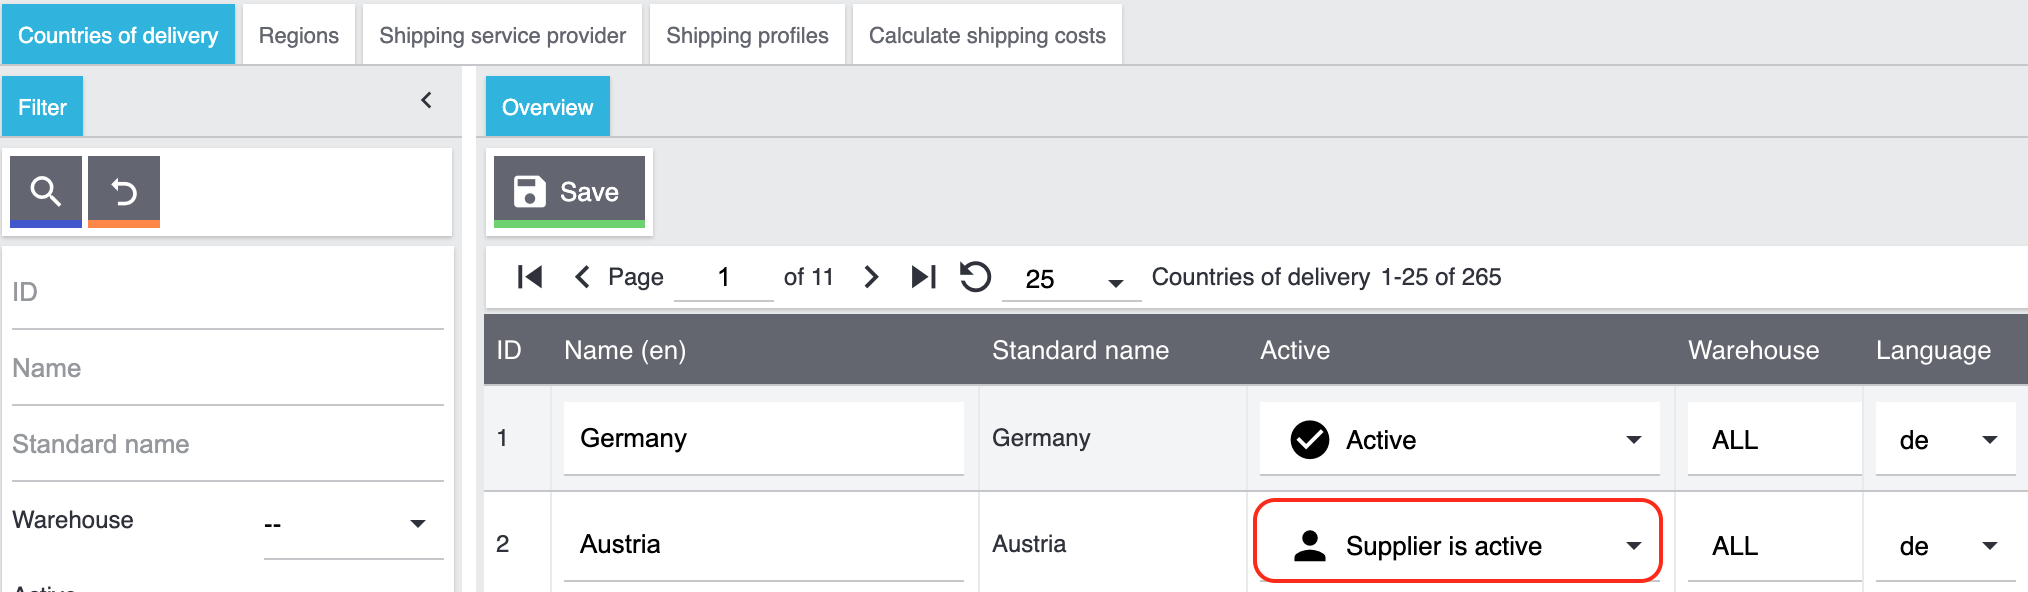 Countries of delivery Regions Shipping service provider Shipping profiles Calculate shipping costs
Filter
ID
Name
Standard name
Warehouse --
Active
Overview
Save
Page 1 of 11 25 Countries of delivery 1-25 of 265
ID Name (en) Standard name Active Warehouse Language
1 Germany Germany Active ALL de
2 Austria Austria Supplier is active ALL de